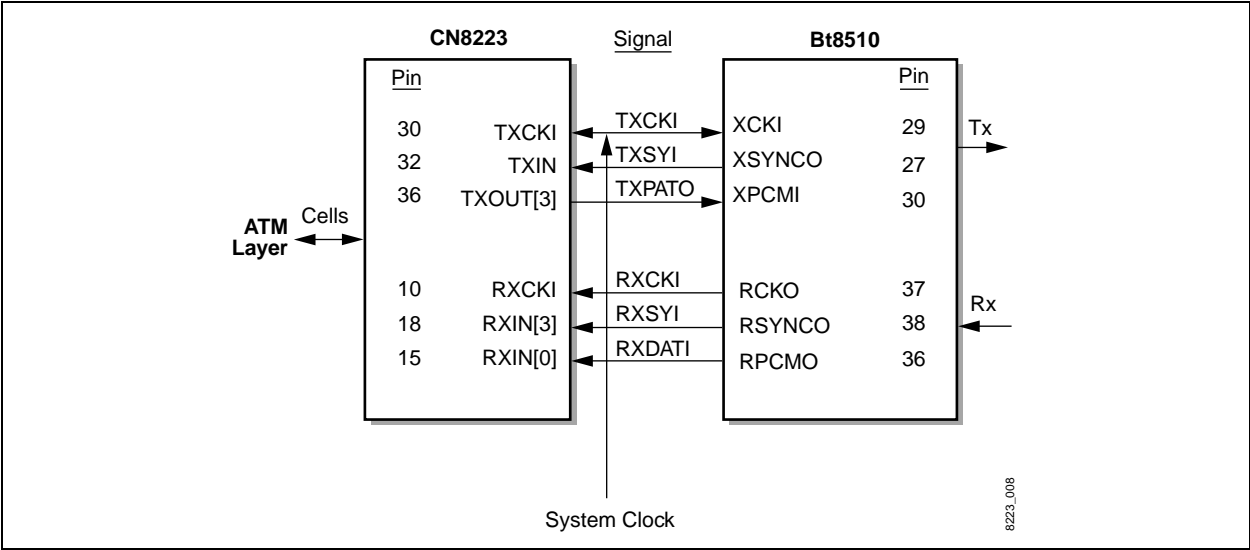 CN8223 Signal Bt8510
Pin Pin
30 TXCKI TXCKI XCKI 29 Tx
32 TXIN TXSYI XSYNCO 27
36 TXOUT[3] TXPATO XPCMI 30
ATM Layer Cells
10 RXCKI RXCKI RCKO 37 Rx
18 RXIN[3] RXSYI RSYNCO 38
15 RXIN[0] RXDATI RPCMO 36
System Clock
8223_008